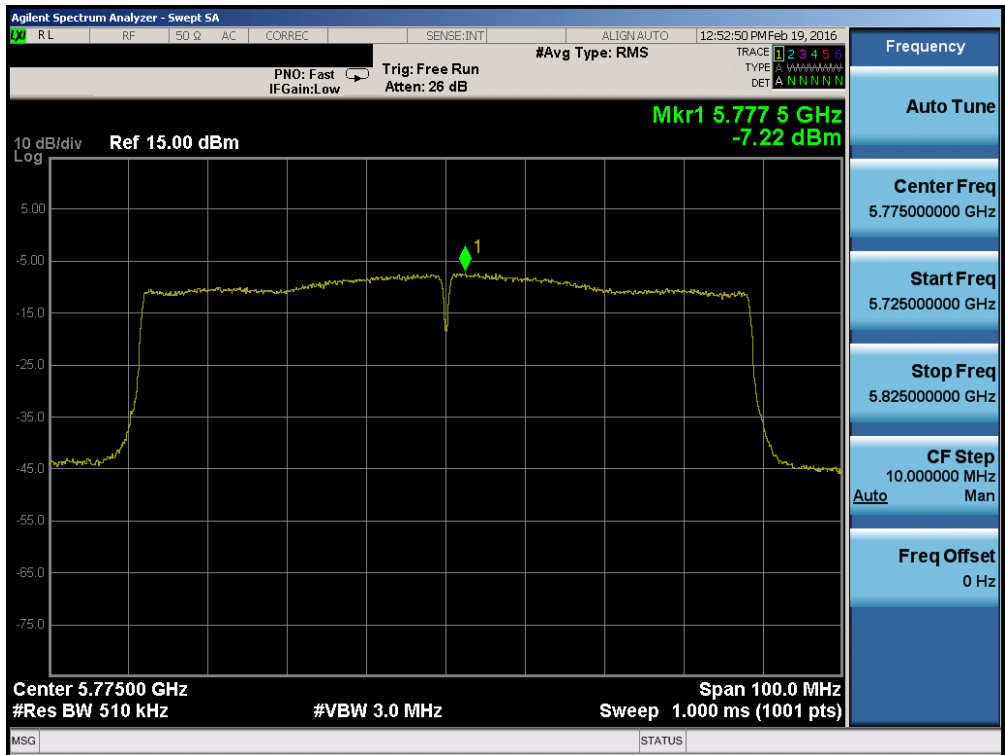 Agilent Spectrum Analyzer - Swept SA
LXI RL RF 50 Ω AC CORREC SENSE:INT ALIGN AUTO 12:52:50 PM Feb 19, 2016
#Avg Type: RMS TRACE 1 2 3 4 5 6
PNO: Fast Trig: Free Run TYPE A WWWWW
IFGain:Low Atten: 26 dB DET A N N N N N
Mkr1 5.777 5 GHz
-7.22 dBm
10 dB/div Ref 15.00 dBm
Log
1
5.00
-5.00
-15.0
-25.0
-35.0
-45.0
-55.0
-65.0
-75.0
Center 5.77500 GHz Span 100.0 MHz
#Res BW 510 kHz #VBW 3.0 MHz Sweep 1.000 ms (1001 pts)
MSG STATUS
Frequency
Auto Tune
Center Freq
5.775000000 GHz
Start Freq
5.725000000 GHz
Stop Freq
5.825000000 GHz
CF Step
10.000000 MHz
Auto Man
Freq Offset
0 Hz